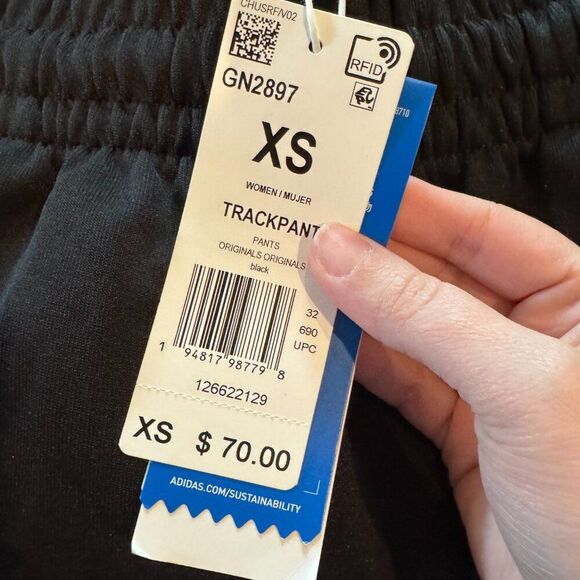 CHUSRF/V02
GN2897
RFID
XS
WOMEN / MUJER
TRACKPANT
PANTS
ORIGINALS ORIGINALS
black
32
690
UPC
1 94817 98779 8
126622129
XS $ 70.00
ADIDAS.COM/SUSTAINABILITY